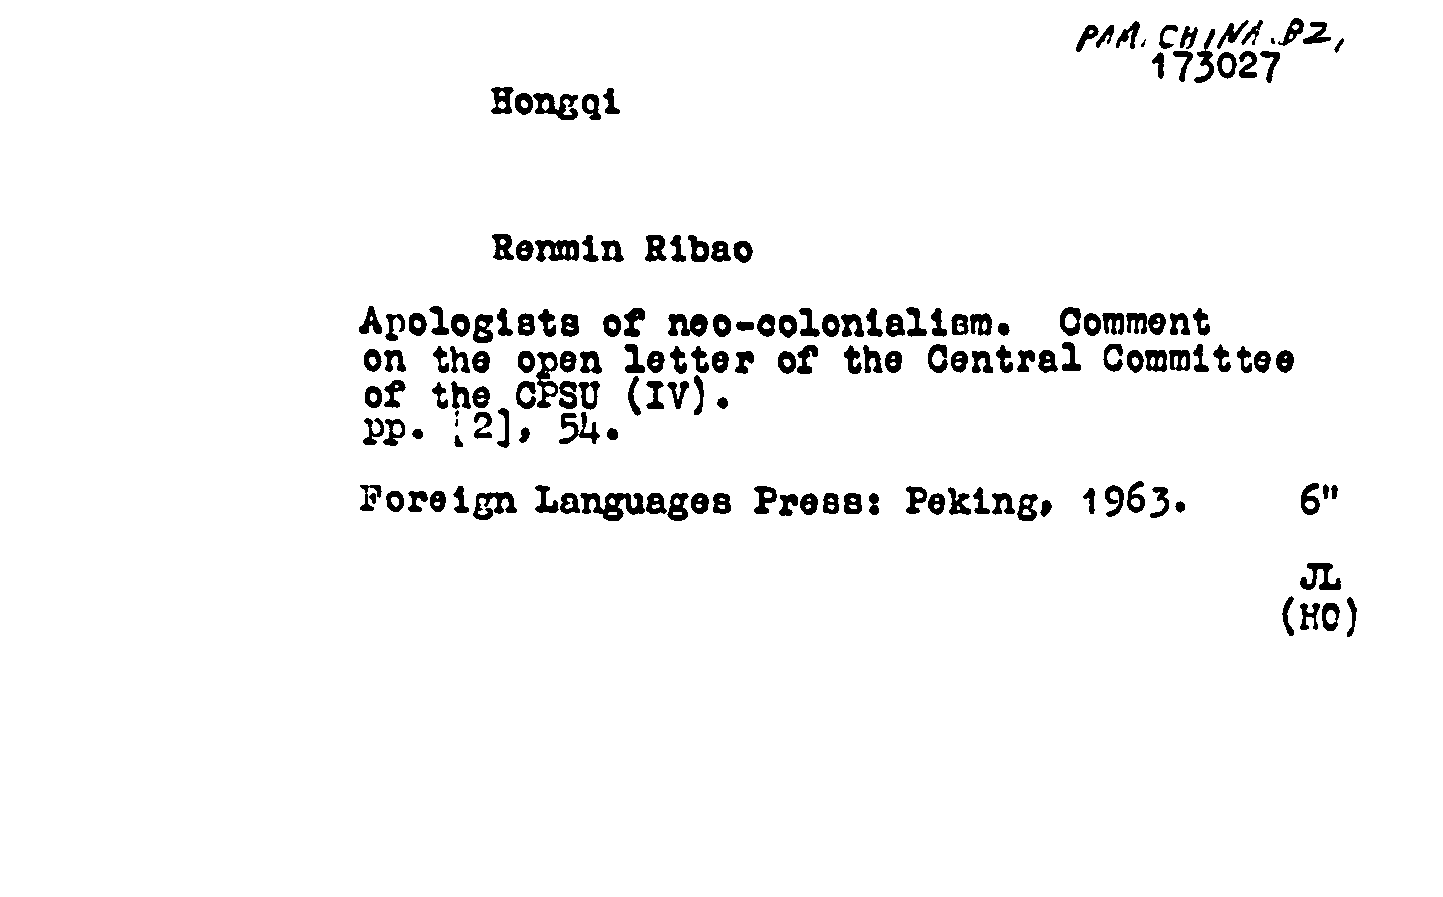 PAM. CHINA. B2,
173027
Hongqi
Renmin Ribao
Apologists of neo-colonialism. Comment
on the open letter of the Central Committee
of the CPSU (IV).
pp. [2], 54.
Foreign Languages Press: Peking, 1963. 6"
JL
(HC)